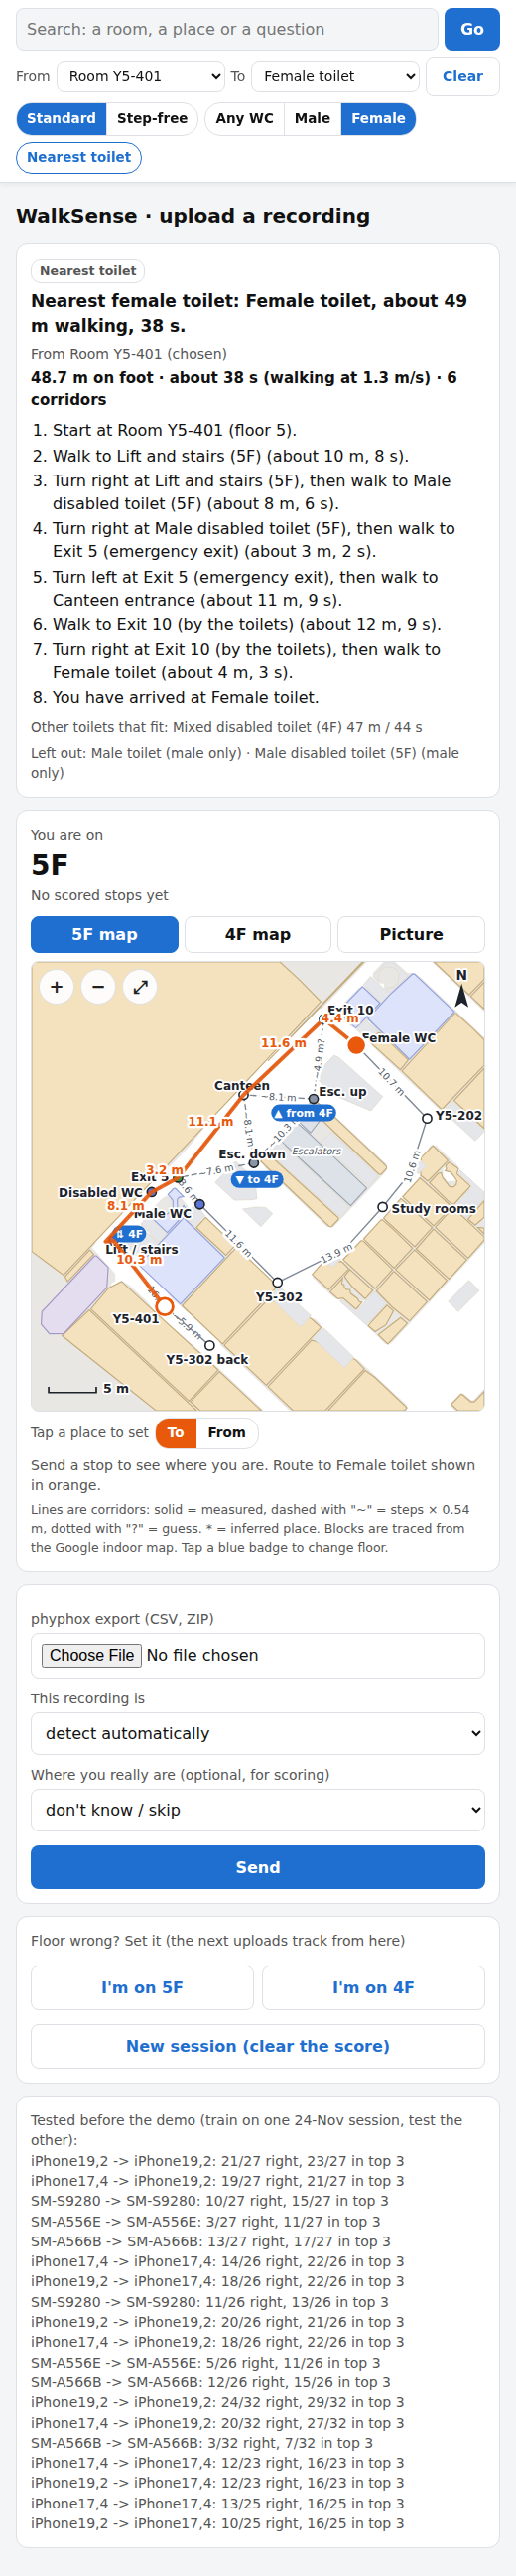 Search: a room, a place or a question
Go
From Room Y5-401 To Female toilet Clear
Standard Step-free Any WC Male Female
Nearest toilet
WalkSense · upload a recording
Nearest toilet
Nearest female toilet: Female toilet, about 49
m walking, 38 s.
From Room Y5-401 (chosen)
48.7 m on foot · about 38 s (walking at 1.3 m/s) · 6
corridors
1. Start at Room Y5-401 (floor 5).
2. Walk to Lift and stairs (5F) (about 10 m, 8 s).
3. Turn right at Lift and stairs (5F), then walk to Male
disabled toilet (5F) (about 8 m, 6 s).
4. Turn right at Male disabled toilet (5F), then walk to
Exit 5 (emergency exit) (about 3 m, 2 s).
5. Turn left at Exit 5 (emergency exit), then walk to
Canteen entrance (about 11 m, 9 s).
6. Walk to Exit 10 (by the toilets) (about 12 m, 9 s).
7. Turn right at Exit 10 (by the toilets), then walk to
Female toilet (about 4 m, 3 s).
8. You have arrived at Female toilet.
Other toilets that fit: Mixed disabled toilet (4F) 47 m / 44 s
Left out: Male toilet (male only) · Male disabled toilet (5F) (male
only)
You are on
5F
No scored stops yet
5F map 4F map Picture
+ −
N
Exit 10
4.4 m
Female WC
11.6 m
~4.9 m?
10.7 m
Canteen
~8.1 m
Esc. up
▲ from 4F
Y5-202
11.1 m
~8.1 m
~10.3
Escalators
Esc. down
10.6 m
3.2 m
~7.6 m
▼ to 4F
Exit 5
Disabled WC
8.1 m
Male WC
Study rooms
4F
Lift / stairs
10.3 m
11.6 m
13.9 m
Y5-302
Y5-401
~5.9 m
Y5-302 back
5 m
Tap a place to set To From
Send a stop to see where you are. Route to Female toilet shown
in orange.
Lines are corridors: solid = measured, dashed with "~" = steps × 0.54
m, dotted with "?" = guess. * = inferred place. Blocks are traced from
the Google indoor map. Tap a blue badge to change floor.
phyphox export (CSV, ZIP)
Choose File No file chosen
This recording is
detect automatically
Where you really are (optional, for scoring)
don't know / skip
Send
Floor wrong? Set it (the next uploads track from here)
I'm on 5F I'm on 4F
New session (clear the score)
Tested before the demo (train on one 24-Nov session, test the
other):
iPhone19,2 -> iPhone19,2: 21/27 right, 23/27 in top 3
iPhone17,4 -> iPhone19,2: 19/27 right, 21/27 in top 3
SM-S9280 -> SM-S9280: 10/27 right, 15/27 in top 3
SM-A556E -> SM-A556E: 3/27 right, 11/27 in top 3
SM-A566B -> SM-A566B: 13/27 right, 17/27 in top 3
iPhone17,4 -> iPhone17,4: 14/26 right, 22/26 in top 3
iPhone19,2 -> iPhone17,4: 18/26 right, 22/26 in top 3
SM-S9280 -> SM-S9280: 11/26 right, 13/26 in top 3
iPhone19,2 -> iPhone19,2: 20/26 right, 21/26 in top 3
iPhone17,4 -> iPhone19,2: 18/26 right, 22/26 in top 3
SM-A556E -> SM-A556E: 5/26 right, 11/26 in top 3
SM-A566B -> SM-A566B: 12/26 right, 15/26 in top 3
iPhone19,2 -> iPhone19,2: 24/32 right, 29/32 in top 3
iPhone17,4 -> iPhone19,2: 20/32 right, 27/32 in top 3
SM-A566B -> SM-A566B: 3/32 right, 7/32 in top 3
iPhone17,4 -> iPhone17,4: 12/23 right, 16/23 in top 3
iPhone19,2 -> iPhone17,4: 12/23 right, 16/23 in top 3
iPhone17,4 -> iPhone17,4: 13/25 right, 16/25 in top 3
iPhone19,2 -> iPhone17,4: 10/25 right, 16/25 in top 3